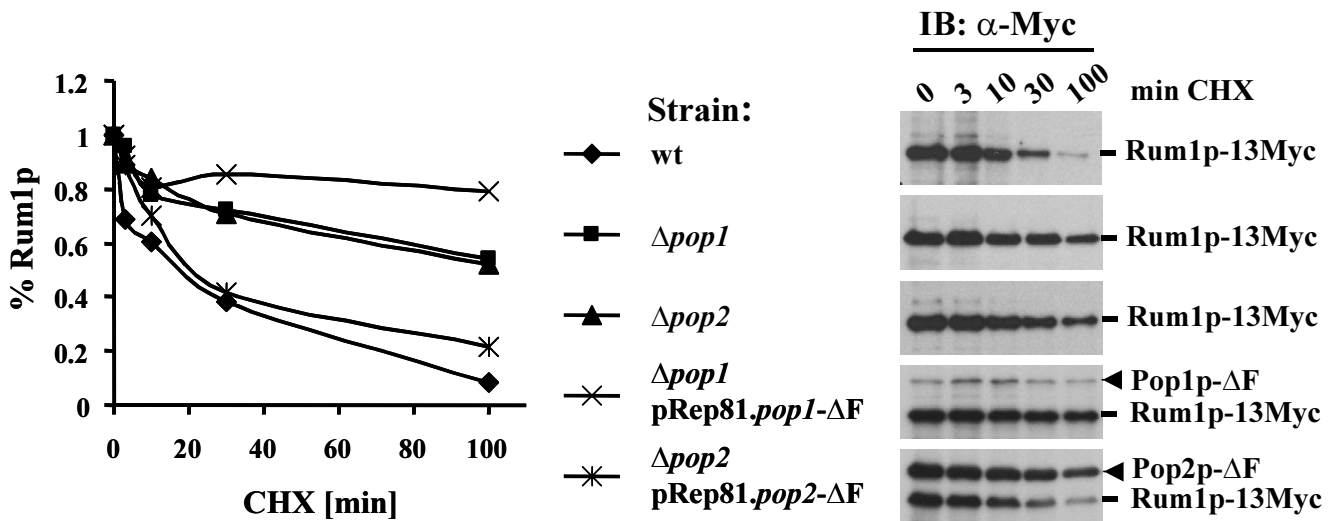 1.2
1
0.8
0.6
0.4
0.2
0
% Rum1p
0 20 40 60 80 100
CHX [min]
Strain:
wt
Δpop1
Δpop2
Δpop1
pRep81.pop1-ΔF
Δpop2
pRep81.pop2-ΔF
IB: α-Myc
0 3 10 30 100 min CHX
Rum1p-13Myc
Rum1p-13Myc
Rum1p-13Myc
Pop1p-ΔF
Rum1p-13Myc
Pop2p-ΔF
Rum1p-13Myc